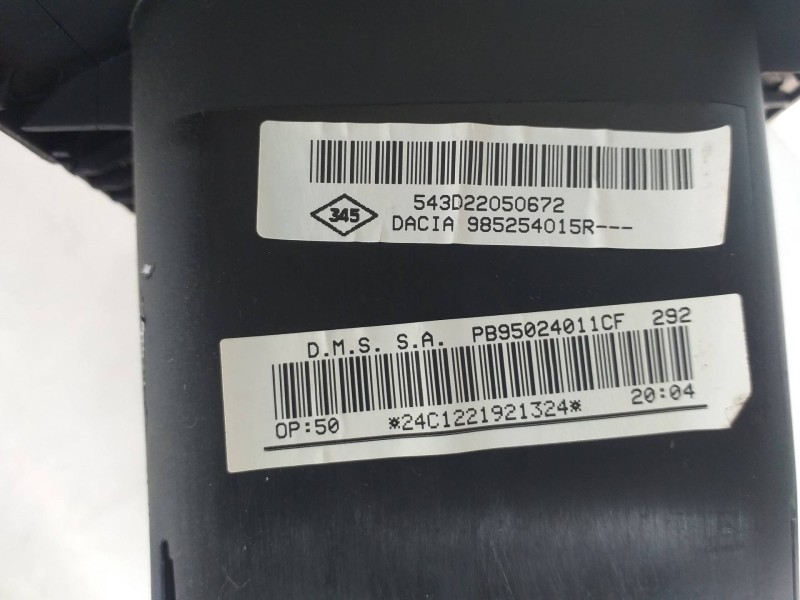 543D22050672
345
DACIA 985254015R---
D.M.S. S.A. PB95024011CF 292
OP:50 *24C1221921324* 20:04